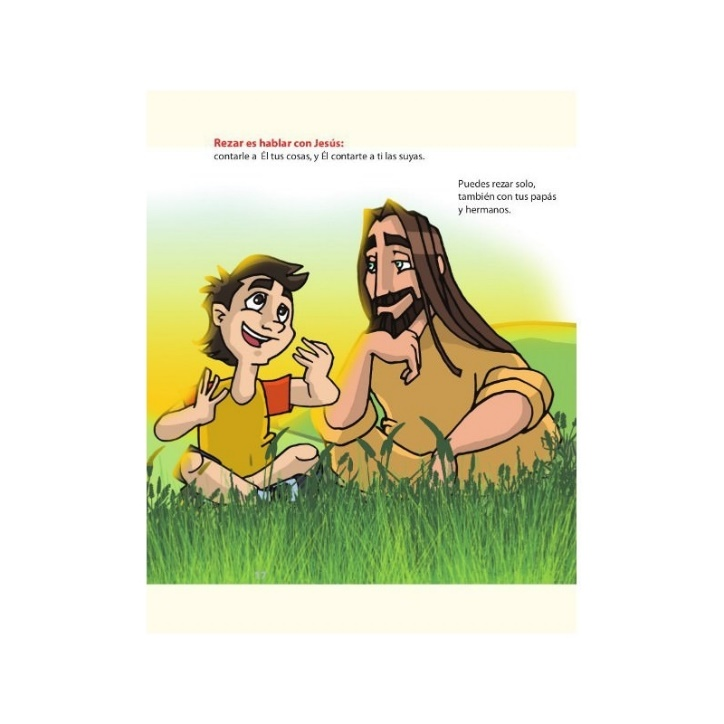 Rezar es hablar con Jesús:
contarle a Él tus cosas, y Él contarte a ti las suyas.
Puedes rezar solo,
también con tus papás
y hermanos.